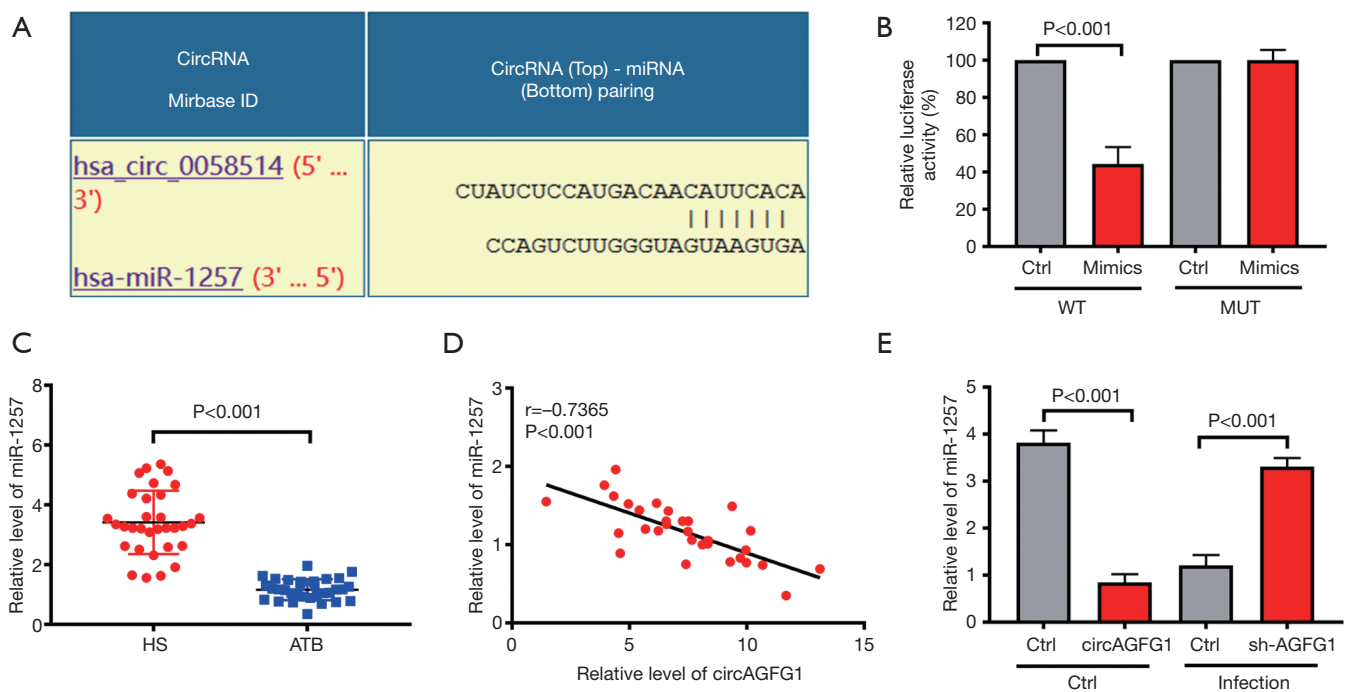 A
CircRNA
Mirbase ID
CircRNA (Top) - miRNA
(Bottom) pairing
hsa_circ_0058514 (5' ...
3')
CUAUCUCCAUGACAACAUUCACA
hsa-miR-1257 (3' ... 5')
CCAGUCUUGGGUAGUAAGUGA
B
Relative luciferase
activity (%)
120
100
80
60
40
20
0
P<0.001
Ctrl Mimics Ctrl Mimics
WT MUT
C
Relative level of miR-1257
8
6
4
2
0
P<0.001
HS ATB
D
Relative level of miR-1257
3
2
1
0
r=–0.7365
P<0.001
0 5 10 15
Relative level of circAGFG1
E
Relative level of miR-1257
5
4
3
2
1
0
P<0.001
P<0.001
Ctrl circAGFG1 Ctrl sh-AGFG1
Ctrl Infection